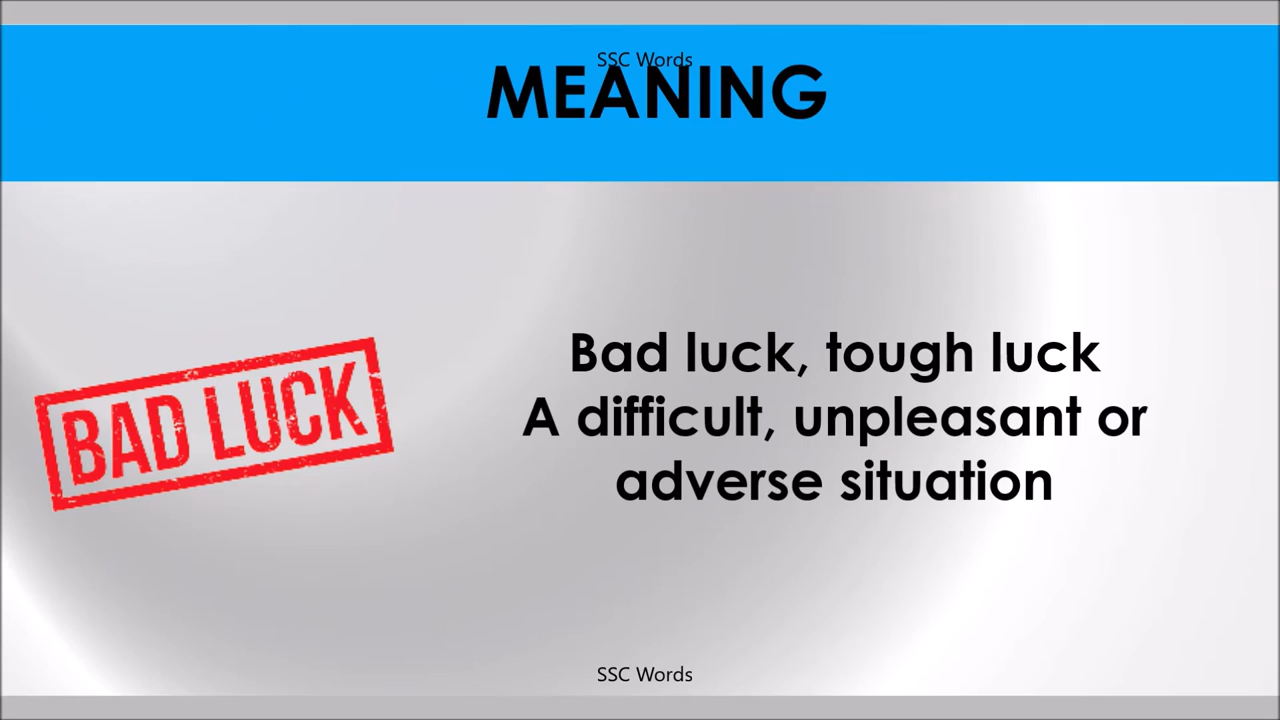 SSC Words
MEANING
BAD LUCK
Bad luck, tough luck
A difficult, unpleasant or
adverse situation
SSC Words